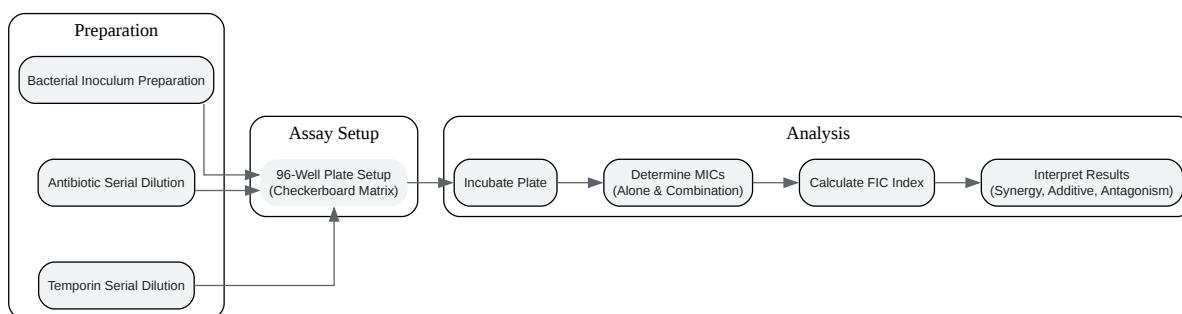 Preparation
Bacterial Inoculum Preparation
Antibiotic Serial Dilution
Temporin Serial Dilution
Assay Setup
96-Well Plate Setup
(Checkerboard Matrix)
Analysis
Incubate Plate
Determine MICs
(Alone & Combination)
Calculate FIC Index
Interpret Results
(Synergy, Additive, Antagonism)